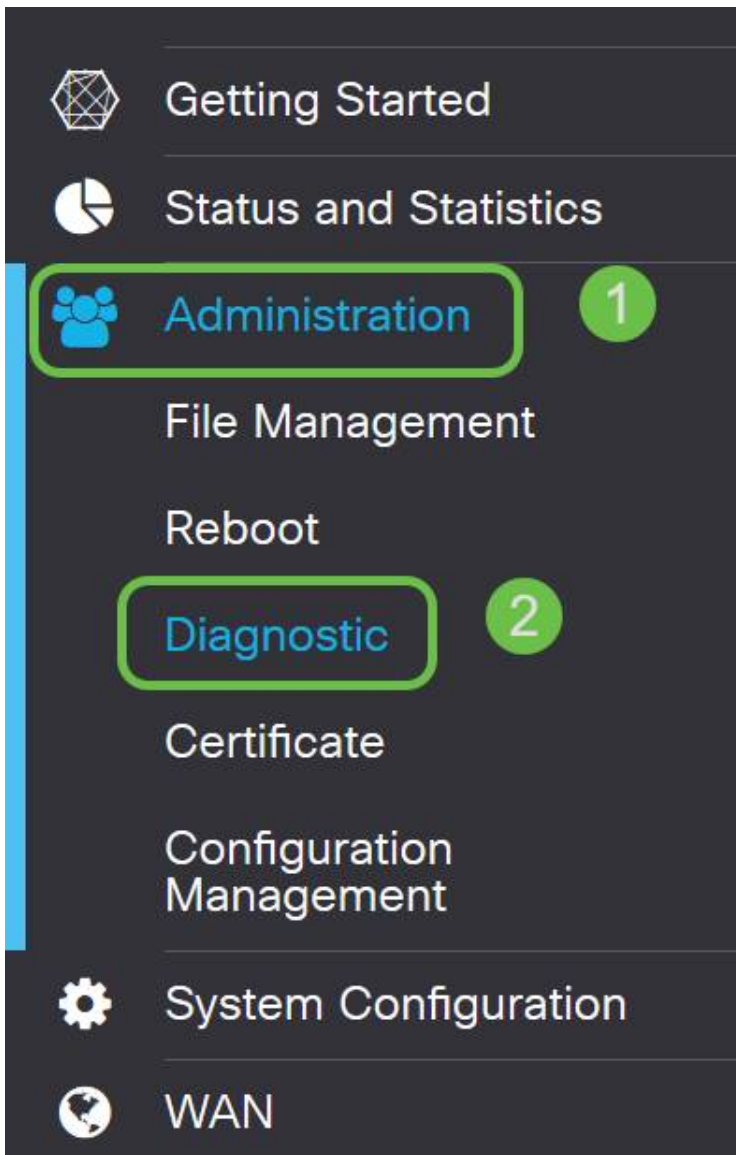 Getting Started
Status and Statistics
Administration 1
File Management
Reboot
Diagnostic 2
Certificate
Configuration
Management
System Configuration
WAN